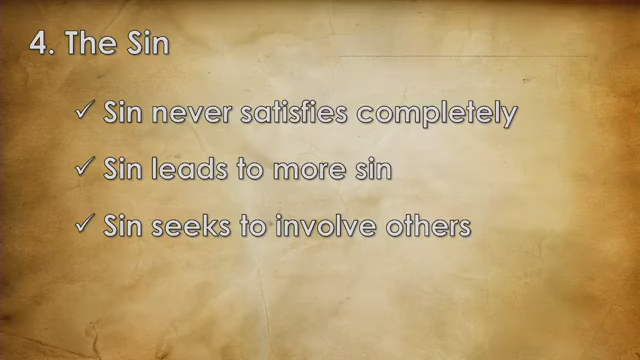 4. The Sin
✓ Sin never satisfies completely
✓ Sin leads to more sin
✓ Sin seeks to involve others